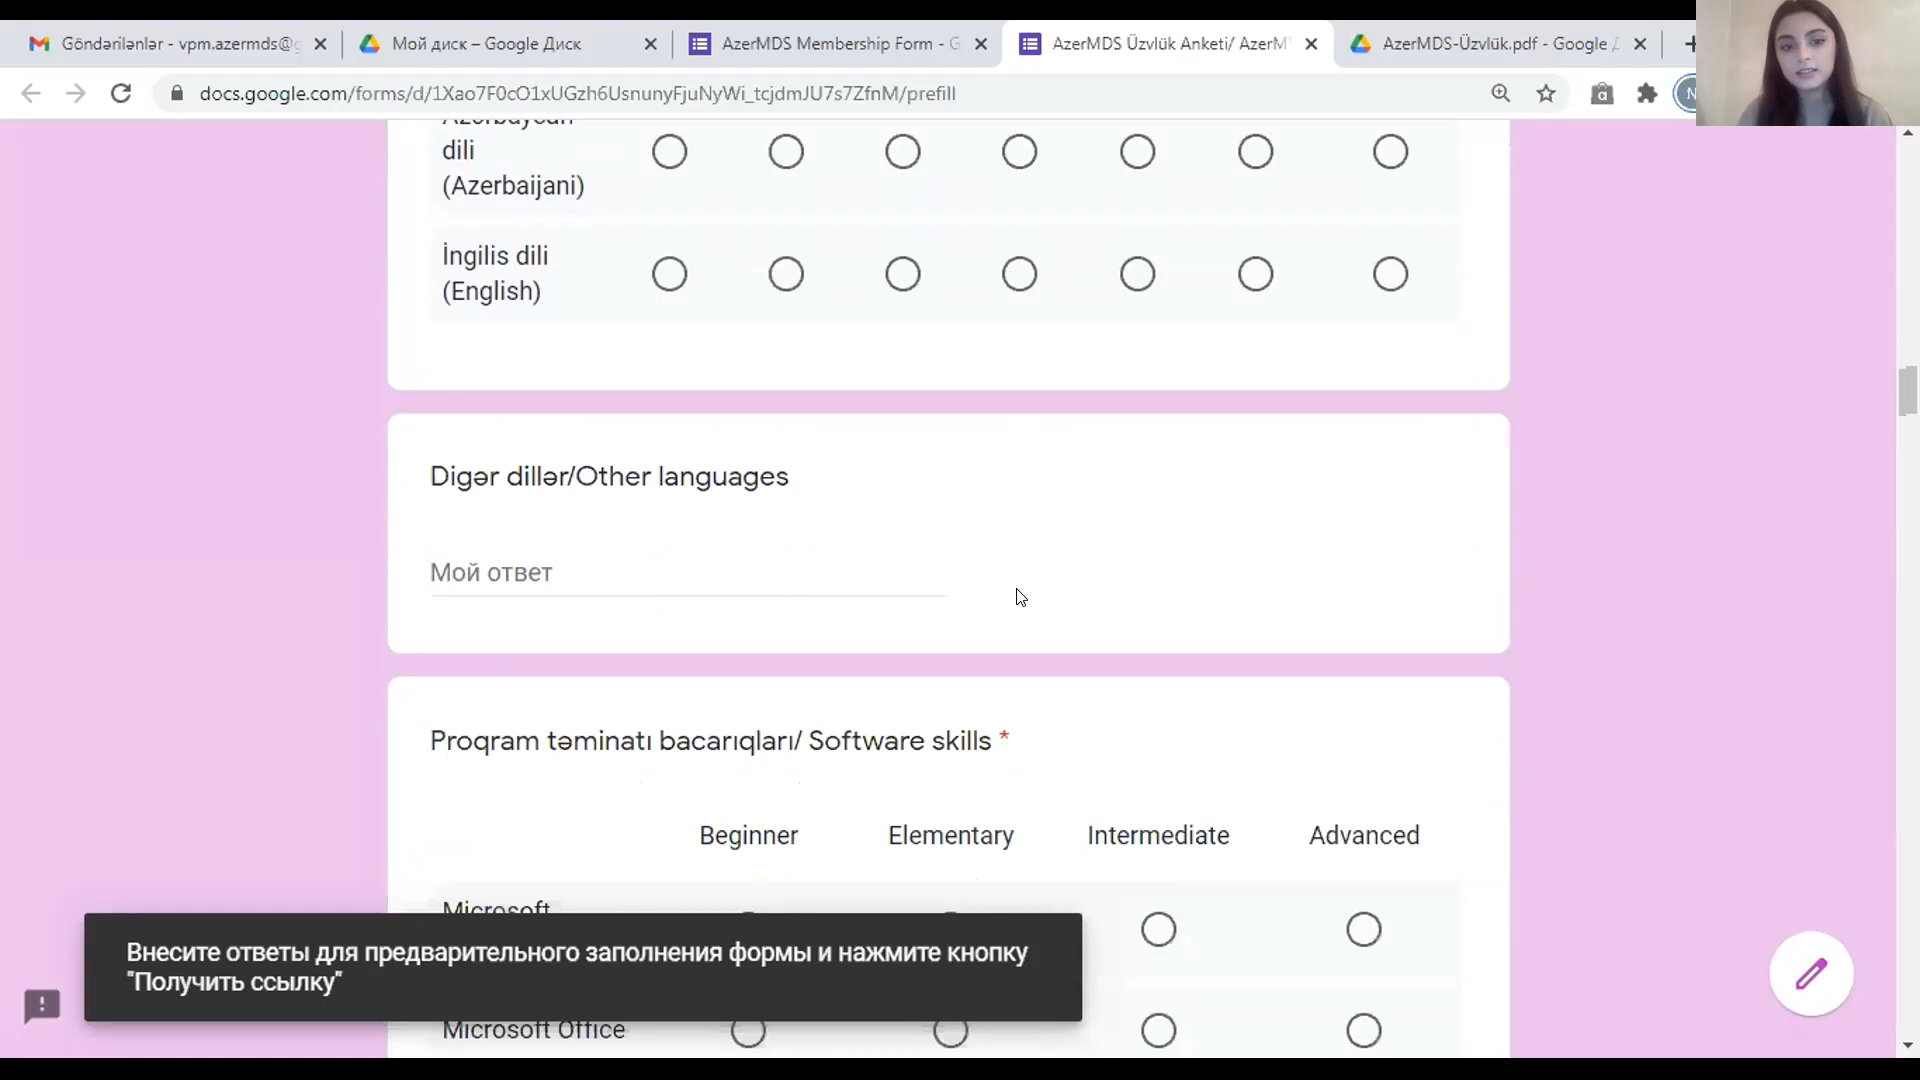 Göndərilənlər - vpm.azermds@g
Мой диск – Google Диск
AzerMDS Membership Form - G
AzerMDS Üzvlük Anketi/ AzerM
AzerMDS-Üzvlük.pdf - Google
docs.google.com/forms/d/1Xao7F0cO1xUGzh6UsnunyFjuNyWi_tcjdmJU7s7ZfnM/prefill
Azərbaycan
dili
(Azerbaijani)
İngilis dili
(English)
Digər dillər/Other languages
Мой ответ
Proqram təminatı bacarıqları/ Software skills *
Beginner
Elementary
Intermediate
Advanced
Microsoft
Внесите ответы для предварительного заполнения формы и нажмите кнопку
"Получить ссылку"
Microsoft Office